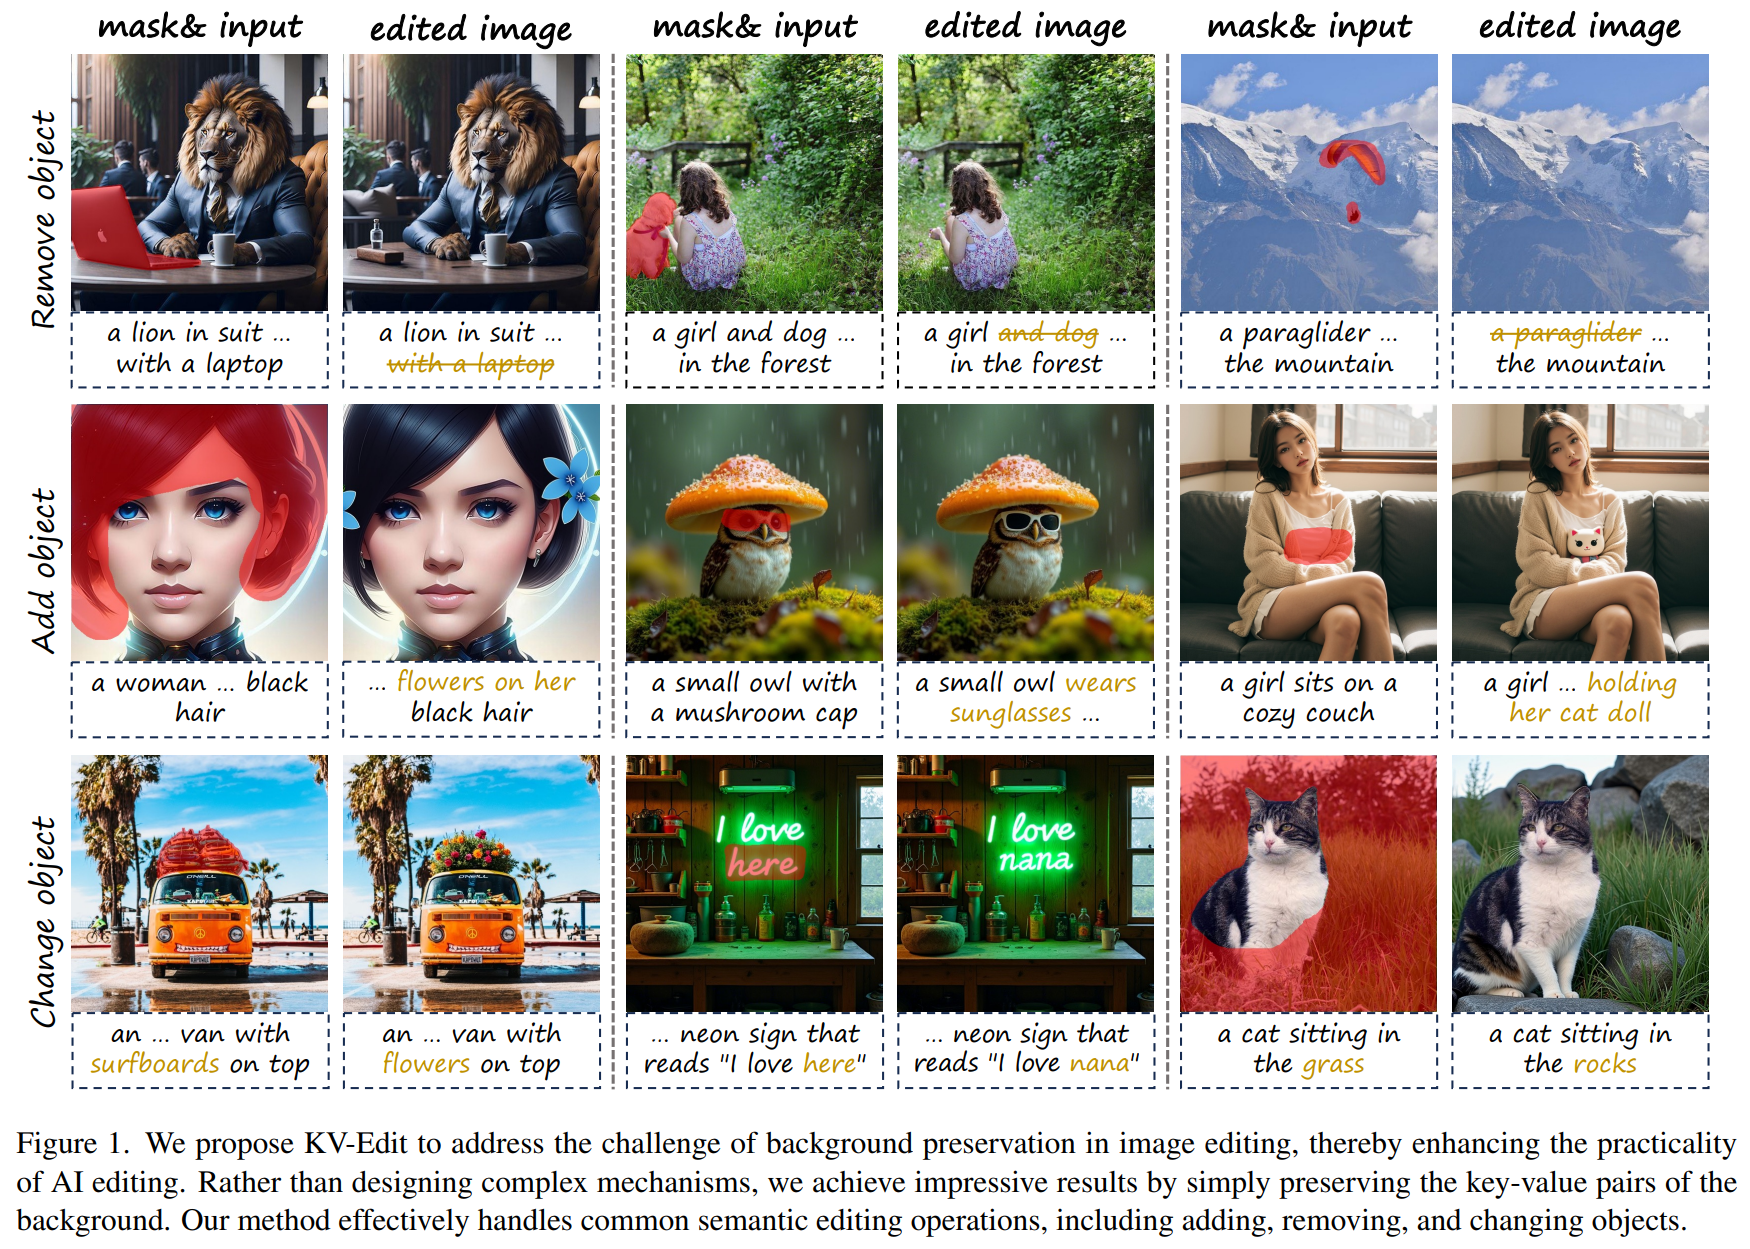 mask& input
edited image
mask& input
edited image
mask& input
edited image
Remove object
a lion in suit ...
with a laptop
a lion in suit ...
with a laptop
a girl and dog ...
in the forest
a girl and dog ...
in the forest
a paraglider ...
the mountain
a paraglider ...
the mountain
Add object
a woman ... black
hair
... flowers on her
black hair
a small owl with
a mushroom cap
a small owl wears
sunglasses ...
a girl sits on a
cozy couch
a girl ... holding
her cat doll
Change object
O'NEILL
O'NEILL
I love
here
I love
nana
an ... van with
surfboards on top
an ... van with
flowers on top
... neon sign that
reads "I love here"
... neon sign that
reads "I love nana"
a cat sitting in
the grass
a cat sitting in
the rocks
Figure 1. We propose KV-Edit to address the challenge of background preservation in image editing, thereby enhancing the practicality
of AI editing. Rather than designing complex mechanisms, we achieve impressive results by simply preserving the key-value pairs of the
background. Our method effectively handles common semantic editing operations, including adding, removing, and changing objects.